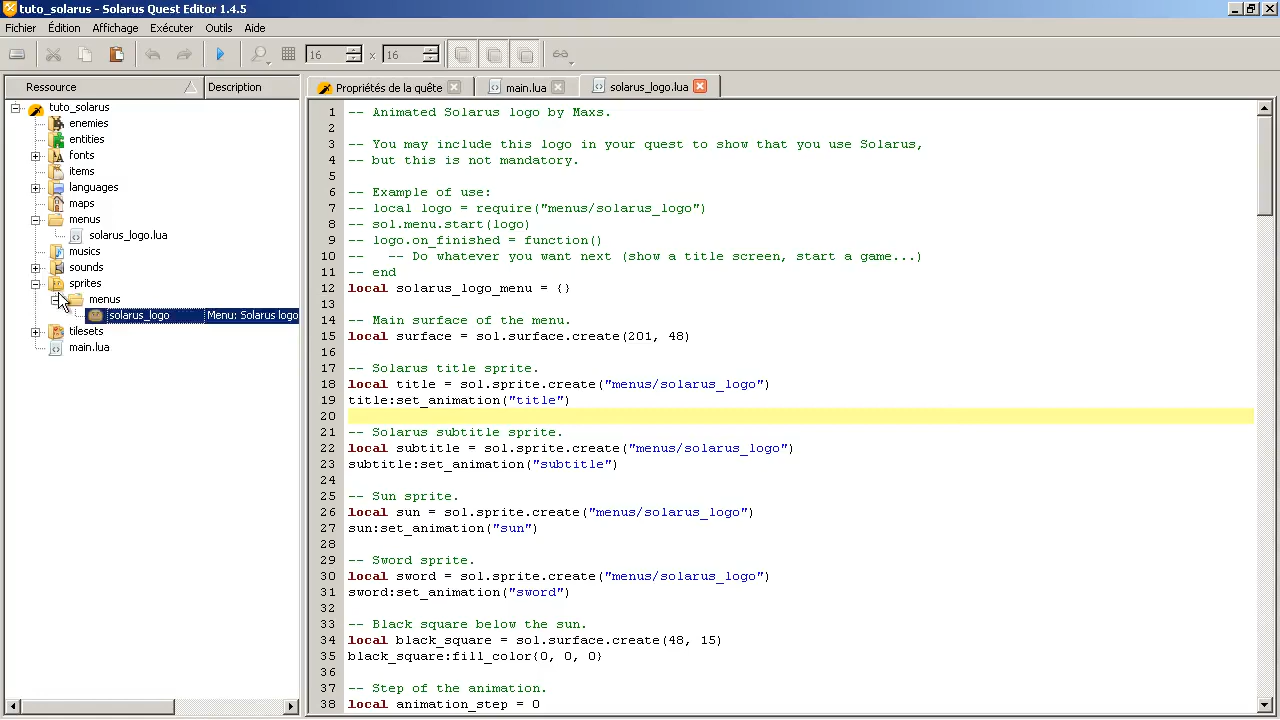 tuto_solarus - Solarus Quest Editor 1.4.5
Fichier Édition Affichage Exécuter Outils Aide
16 x 16
Ressource Description
tuto_solarus
enemies
entities
fonts
items
languages
maps
menus
solarus_logo.lua
musics
sounds
sprites
menus
solarus_logo Menu: Solarus logo
tilesets
main.lua
Propriétés de la quête main.lua solarus_logo.lua
1 -- Animated Solarus logo by Maxs.
2
3 -- You may include this logo in your quest to show that you use Solarus,
4 -- but this is not mandatory.
5
6 -- Example of use:
7 -- local logo = require("menus/solarus_logo")
8 -- sol.menu.start(logo)
9 -- logo.on_finished = function()
10 --   -- Do whatever you want next (show a title screen, start a game...)
11 -- end
12 local solarus_logo_menu = {}
13
14 -- Main surface of the menu.
15 local surface = sol.surface.create(201, 48)
16
17 -- Solarus title sprite.
18 local title = sol.sprite.create("menus/solarus_logo")
19 title:set_animation("title")
20
21 -- Solarus subtitle sprite.
22 local subtitle = sol.sprite.create("menus/solarus_logo")
23 subtitle:set_animation("subtitle")
24
25 -- Sun sprite.
26 local sun = sol.sprite.create("menus/solarus_logo")
27 sun:set_animation("sun")
28
29 -- Sword sprite.
30 local sword = sol.sprite.create("menus/solarus_logo")
31 sword:set_animation("sword")
32
33 -- Black square below the sun.
34 local black_square = sol.surface.create(48, 15)
35 black_square:fill_color{0, 0, 0}
36
37 -- Step of the animation.
38 local animation_step = 0